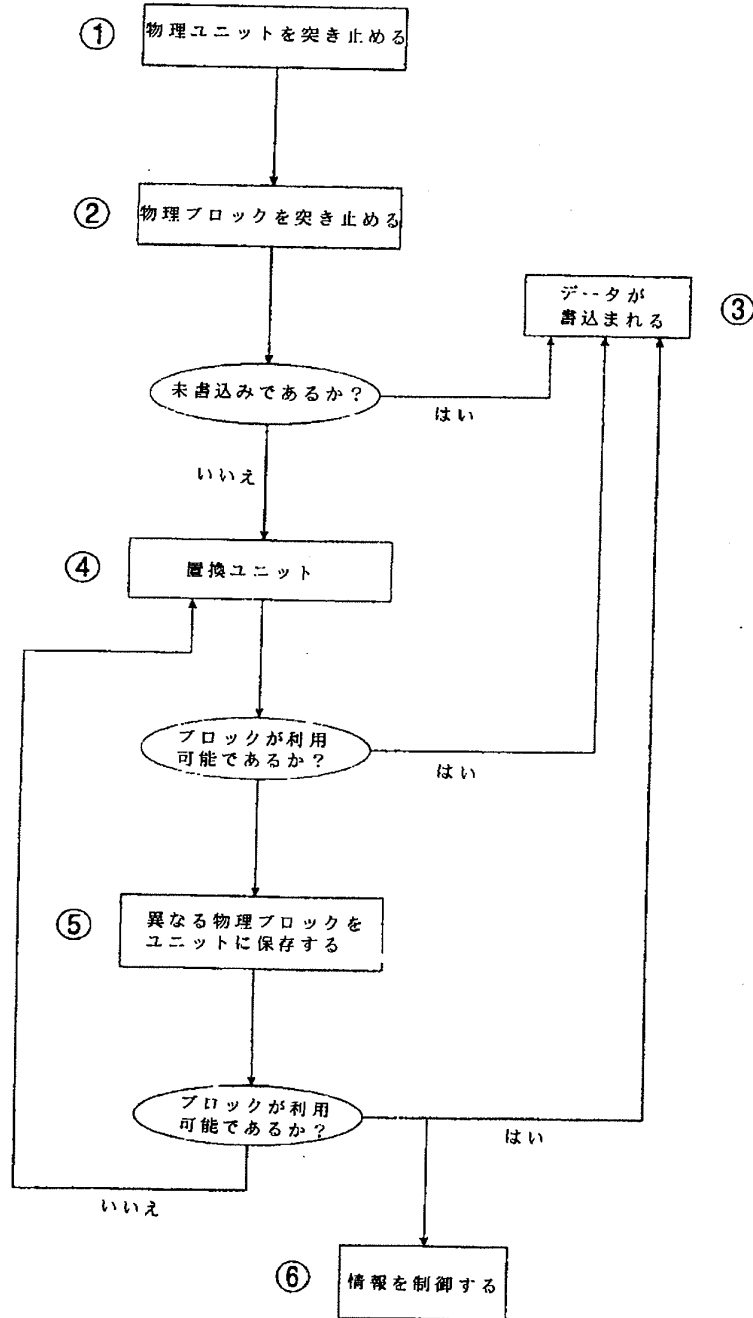 ① 物理ユニットを突き止める
② 物理ブロックを突き止める
データが
書込まれる
③
未書込みであるか?
はい
いいえ
④ 置換ユニット
ブロックが利用
可能であるか?
はい
⑤ 異なる物理ブロックを
ユニットに保存する
ブロックが利用
可能であるか?
はい
いいえ
⑥ 情報を制御する